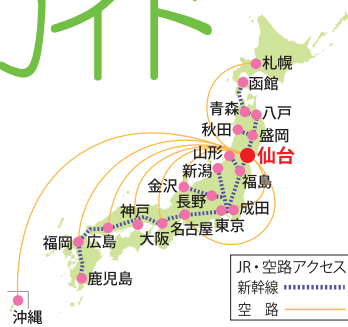 ガイド
札幌
函館
青森
八戸
秋田
盛岡
山形
仙台
新潟
福島
金沢
長野
成田
神戸
東京
名古屋
福岡
広島
大阪
鹿児島
沖縄
JR・空路アクセス
新幹線
空　路